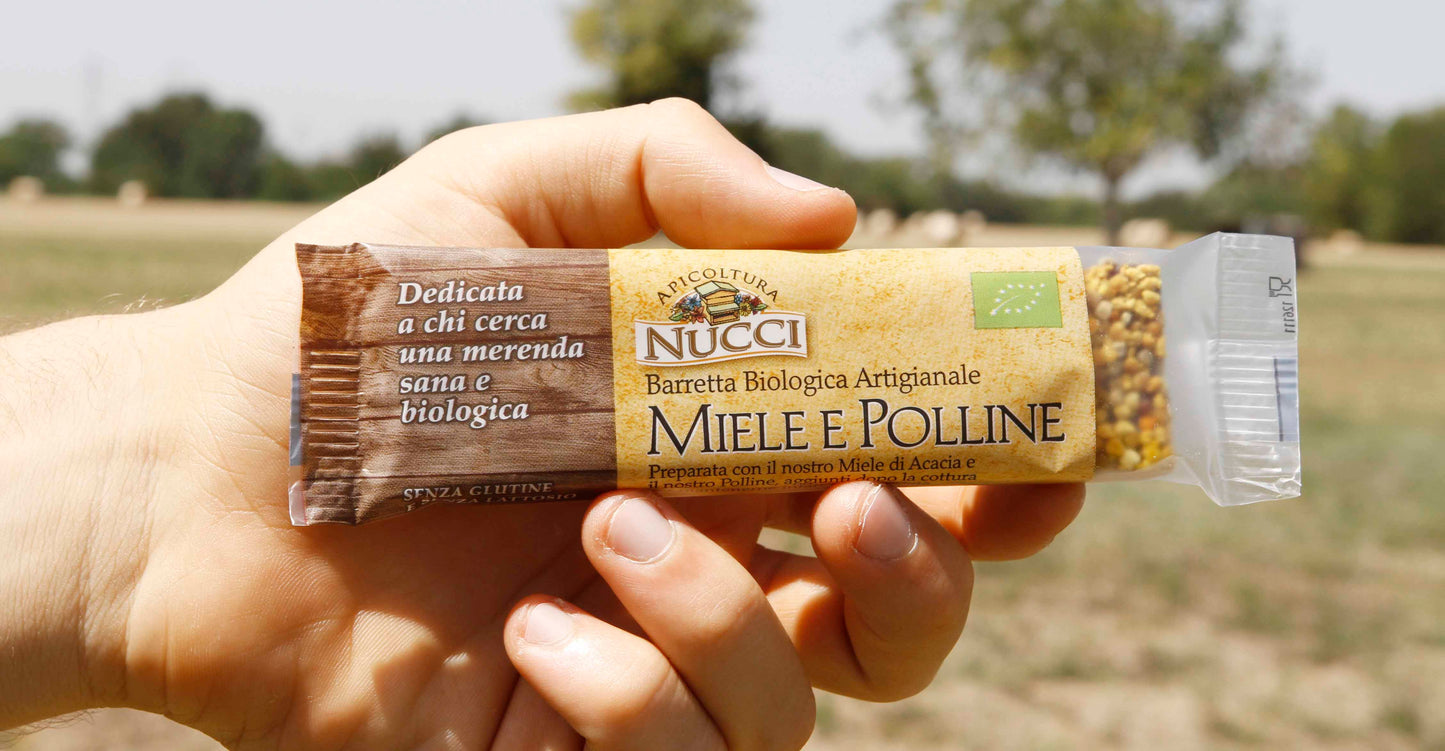 Dedicata
a chi cerca
una merenda
sana e
biologica
SENZA GLUTINE
APICOLTURA
NUCCI
Barretta Biologica Artigianale
MIELE E POLLINE
Preparata con il nostro Miele di Acacia e
il nostro Polline, aggiunti dopo la cottura